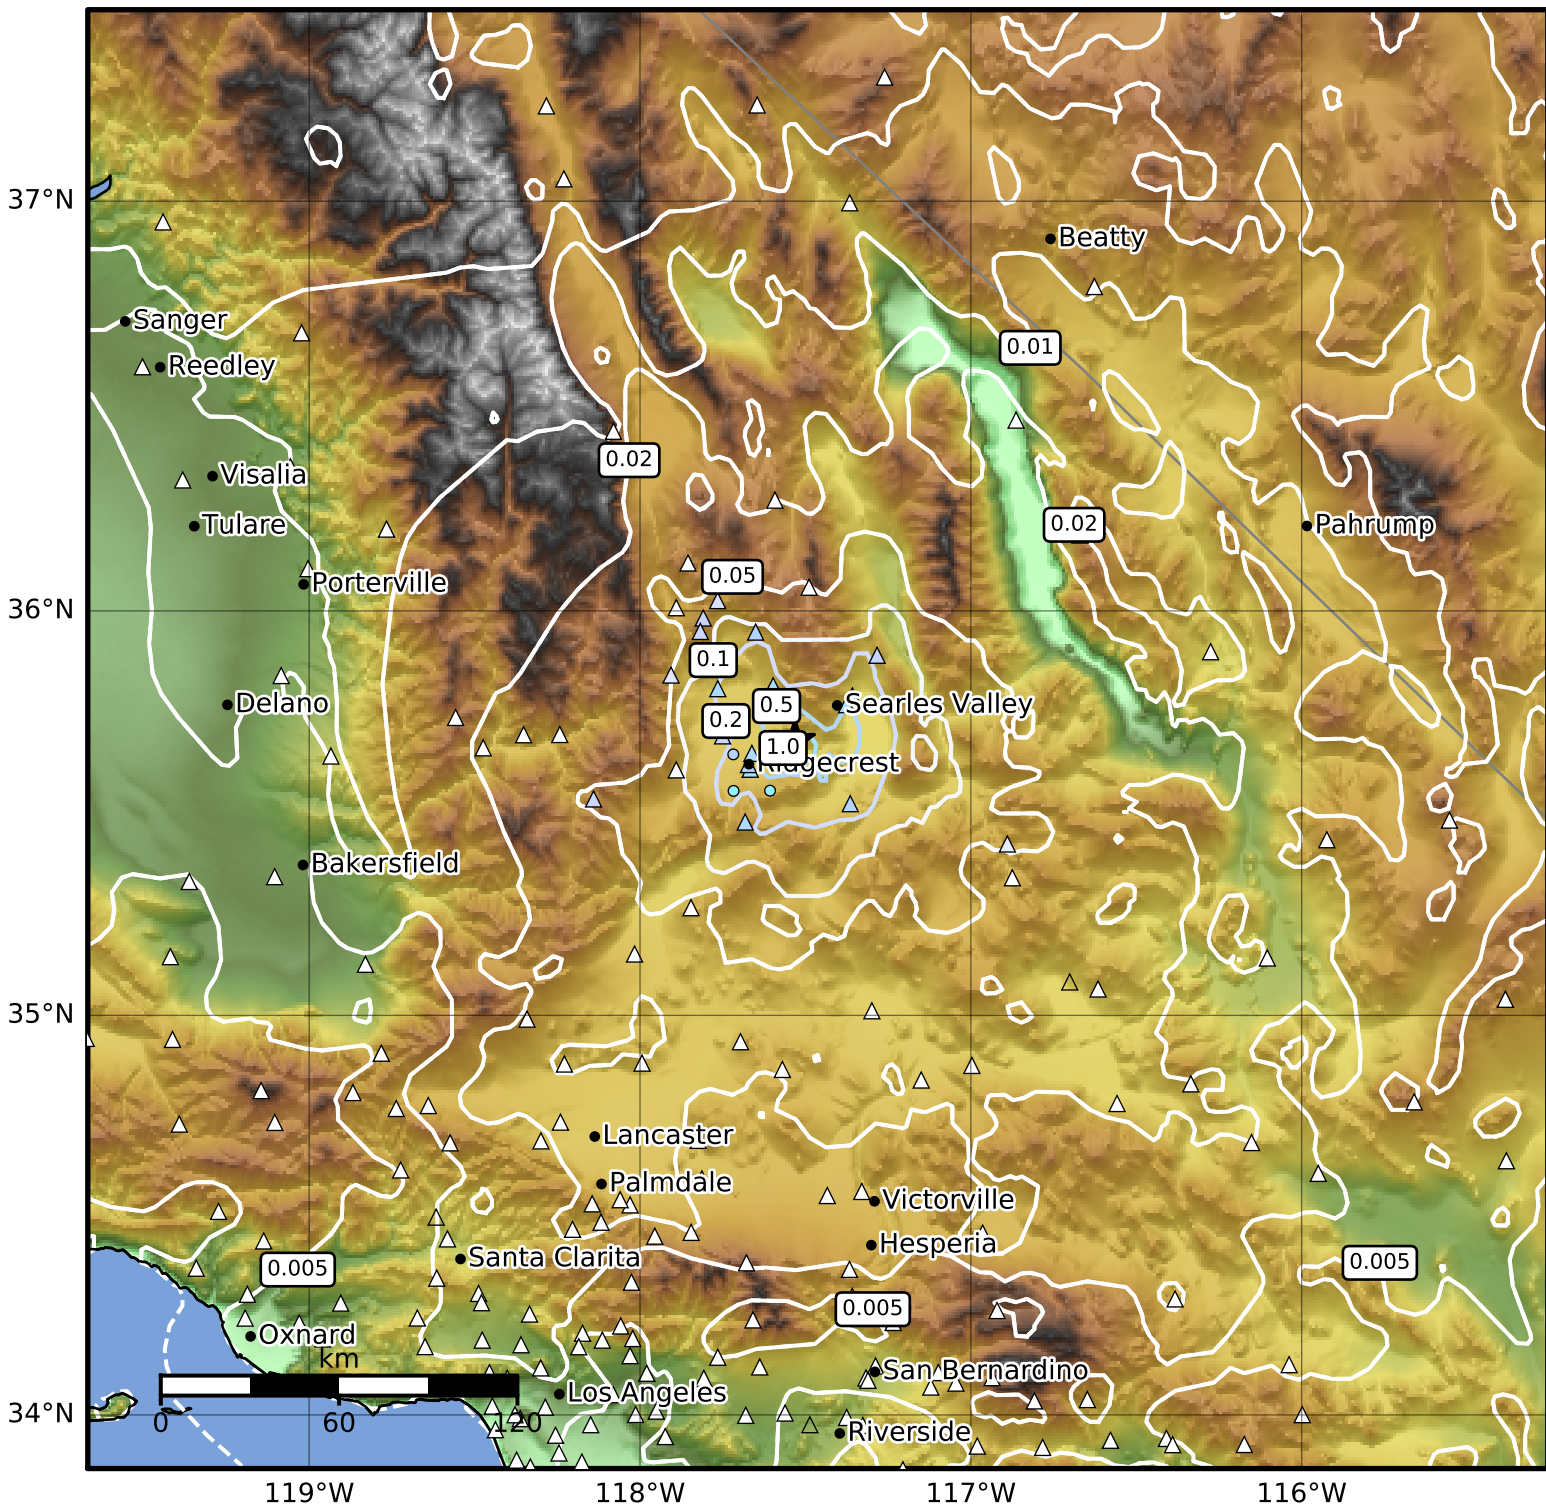 37°N
Beatty
Sanger
0.01
Reedley
0.02
Visalia
0.02
Tulare
Pahrump
0.05
Porterville
36°N
0.1
Delano
0.5
Searles Valley
0.2
1.0
Ridgecrest
Bakersfield
35°N
Lancaster
Palmdale
Victorville
Hesperia
Santa Clarita
0.005
0.005
0.005
Oxnard
km
San Bernardino
Los Angeles
34°N
0
60
120
Riverside
119°W
118°W
117°W
116°W